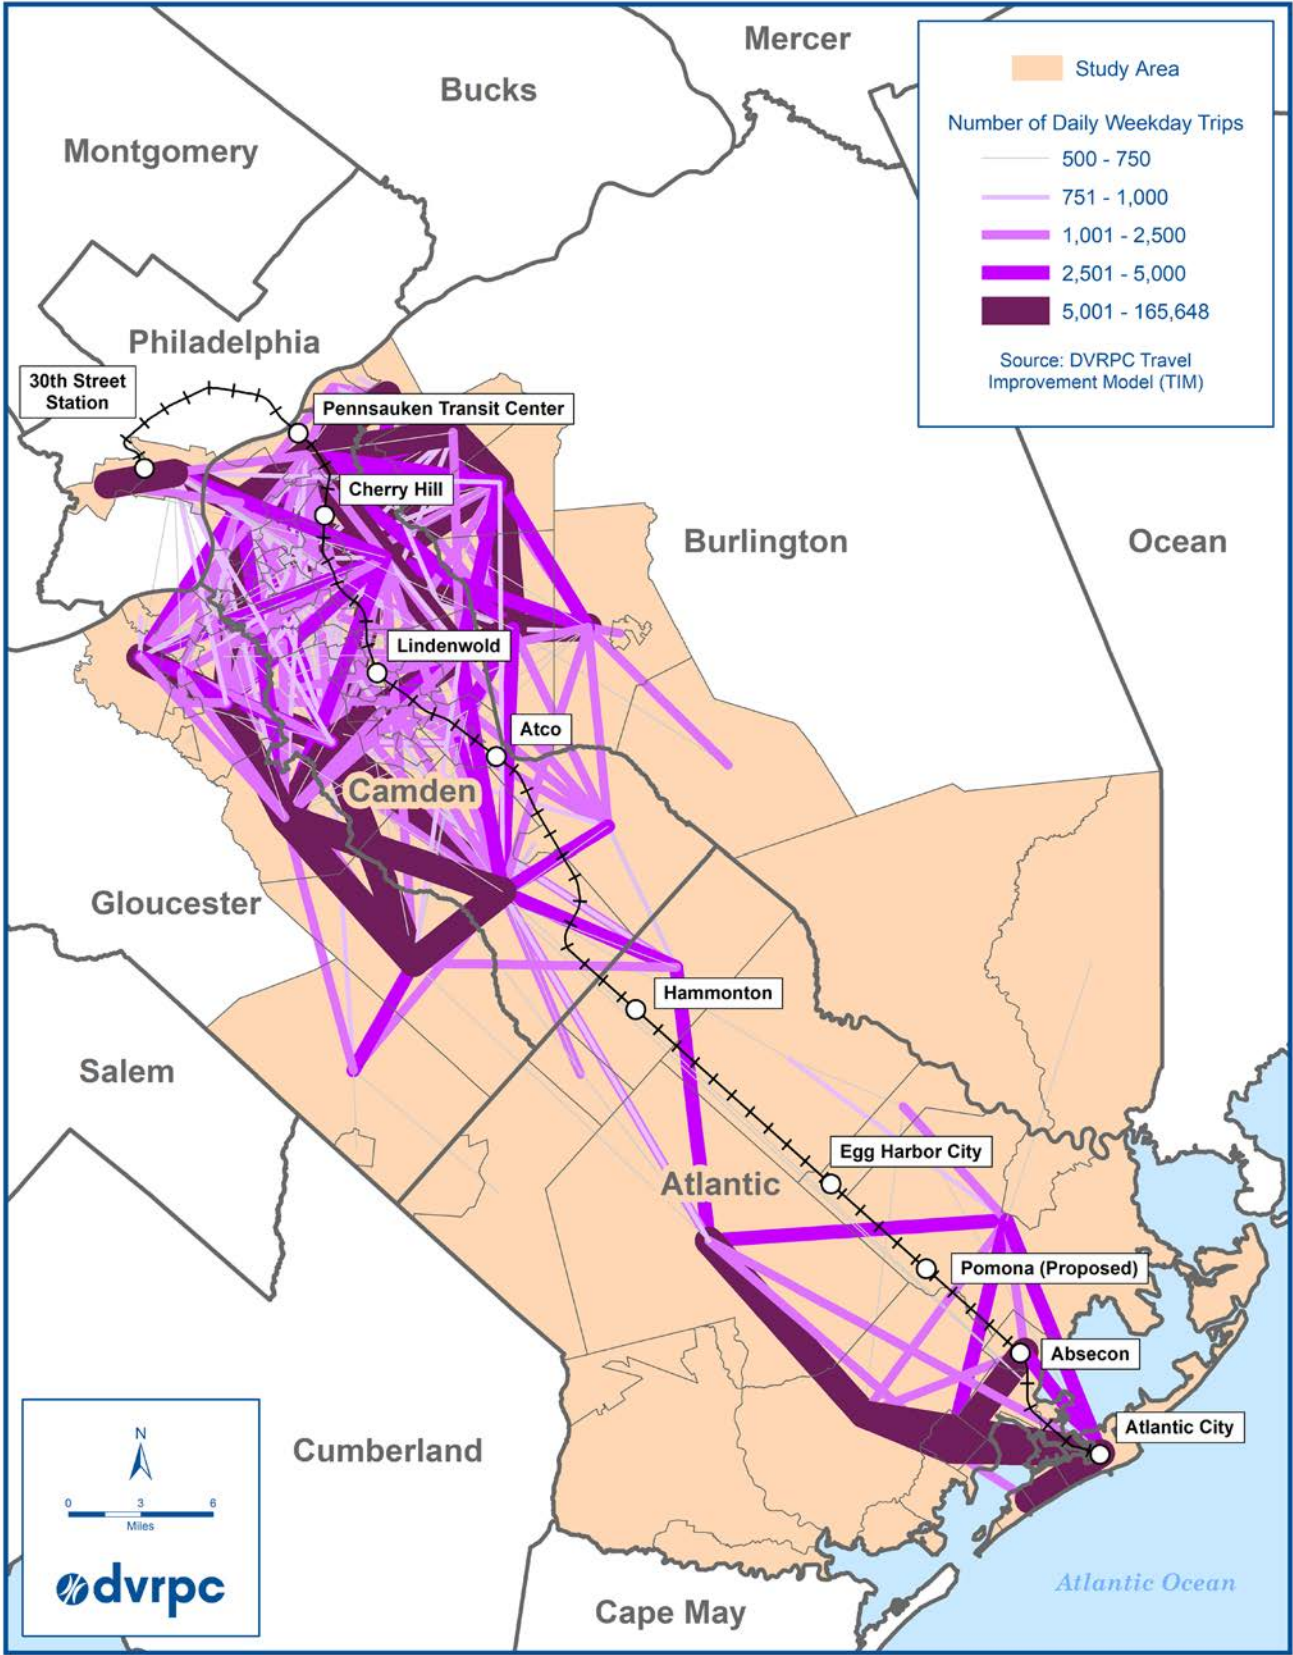 Mercer
Bucks
Montgomery
Study Area
Number of Daily Weekday Trips
500 - 750
751 - 1,000
1,001 - 2,500
2,501 - 5,000
5,001 - 165,648
Source: DVRPC Travel
Improvement Model (TIM)
Philadelphia
30th Street
Station
Pennsauken Transit Center
Cherry Hill
Burlington
Ocean
Lindenwold
Atco
Camden
Gloucester
Hammonton
Salem
Egg Harbor City
Atlantic
Pomona (Proposed)
Absecon
Atlantic City
Cumberland
N
0 3 6
Miles
dvrpc
Atlantic Ocean
Cape May